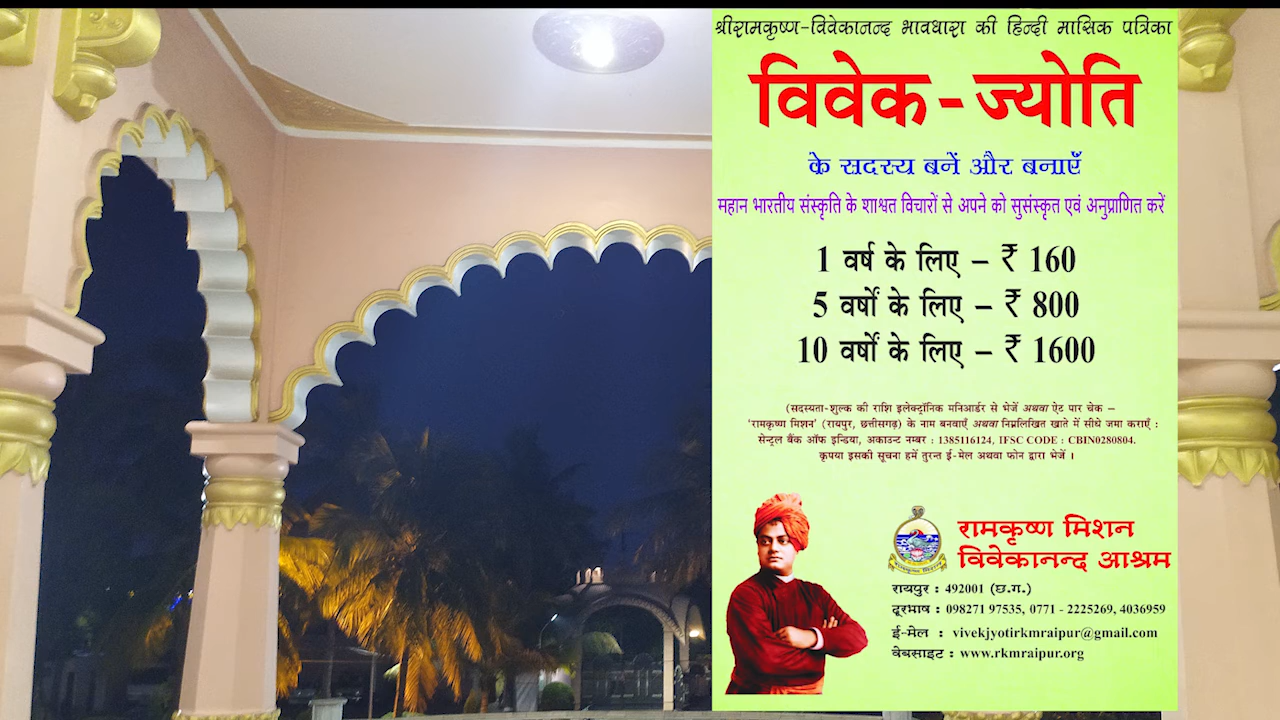 श्रीरामकृष्ण-विवेकानन्द भावधारा की हिन्दी मासिक पत्रिका
विवेक - ज्योति
के सदस्य बनें और बनाएँ
महान भारतीय संस्कृति के शाश्वत विचारों से अपने को सुसंस्कृत एवं अनुप्राणित करें
1 वर्ष के लिए – ₹ 160
5 वर्षों के लिए – ₹ 800
10 वर्षों के लिए – ₹ 1600
(सदस्यता-शुल्क की राशि इलेक्ट्रॉनिक मनिआर्डर से भेजें अथवा ऐट पार चेक –
'रामकृष्ण मिशन' (रायपुर, छत्तीसगढ़) के नाम बनवाएँ अथवा निम्नलिखित खाते में सीधे जमा कराएँ :
सेन्ट्रल बैंक ऑफ इन्डिया, अकाउन्ट नम्बर : 1385116124, IFSC CODE : CBIN0280804.
कृपया इसकी सूचना हमें तुरन्त ई-मेल अथवा फोन द्वारा भेजें ।
रामकृष्ण मिशन
विवेकानन्द आश्रम
रायपुर : 492001 (छ.ग.)
दूरभाष : 09827197535, 0771 - 2225269, 4036959
ई-मेल : vivekjyotirkmraipur@gmail.com
वेबसाइट : www.rkmraipur.org